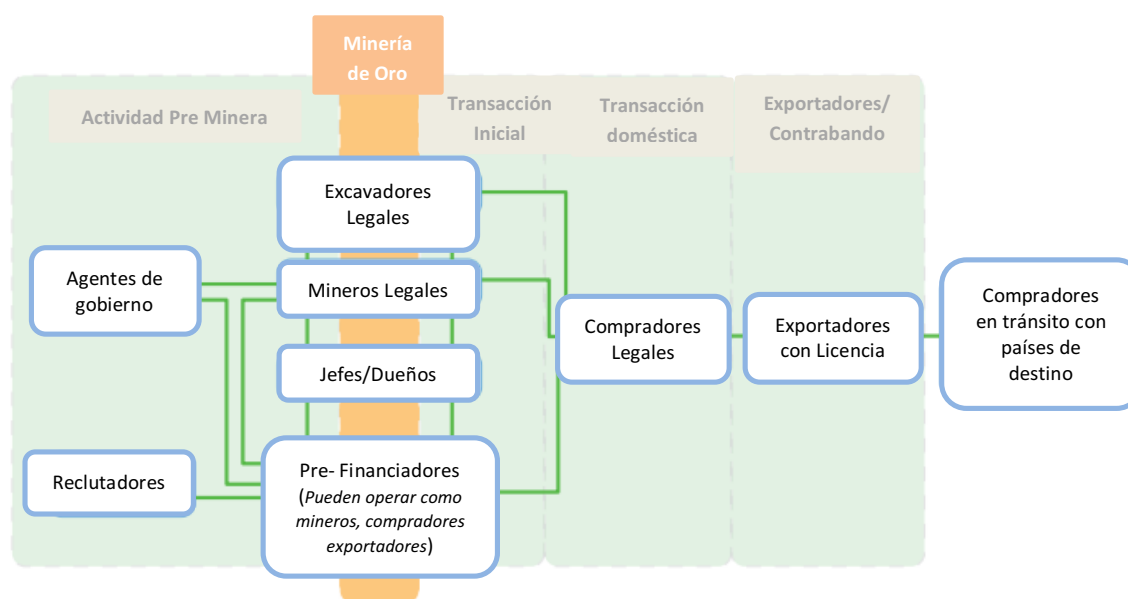 Minería
de Oro
Actividad Pre Minera
Transacción
Inicial
Transacción
doméstica
Exportadores/
Contrabando
Excavadores
Legales
Agentes de
gobierno
Mineros Legales
Jefes/Dueños
Reclutadores
Pre- Financiadores
(Pueden operar como
mineros, compradores
exportadores)
Compradores
Legales
Exportadores
con Licencia
Compradores
en tránsito con
países de
destino